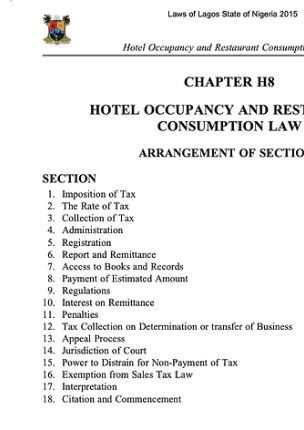 Laws of Lagos State of Nigeria 2015
Hotel Occupancy and Restaurant Consumpti
CHAPTER H8
HOTEL OCCUPANCY AND REST
CONSUMPTION LAW
ARRANGEMENT OF SECTIO
SECTION
1. Imposition of Tax
2. The Rate of Tax
3. Collection of Tax
4. Administration
5. Registration
6. Report and Remittance
7. Access to Books and Records
8. Payment of Estimated Amount
9. Regulations
10. Interest on Remittance
11. Penalties
12. Tax Collection on Determination or transfer of Business
13. Appeal Process
14. Jurisdiction of Court
15. Power to Distrain for Non-Payment of Tax
16. Exemption from Sales Tax Law
17. Interpretation
18. Citation and Commencement